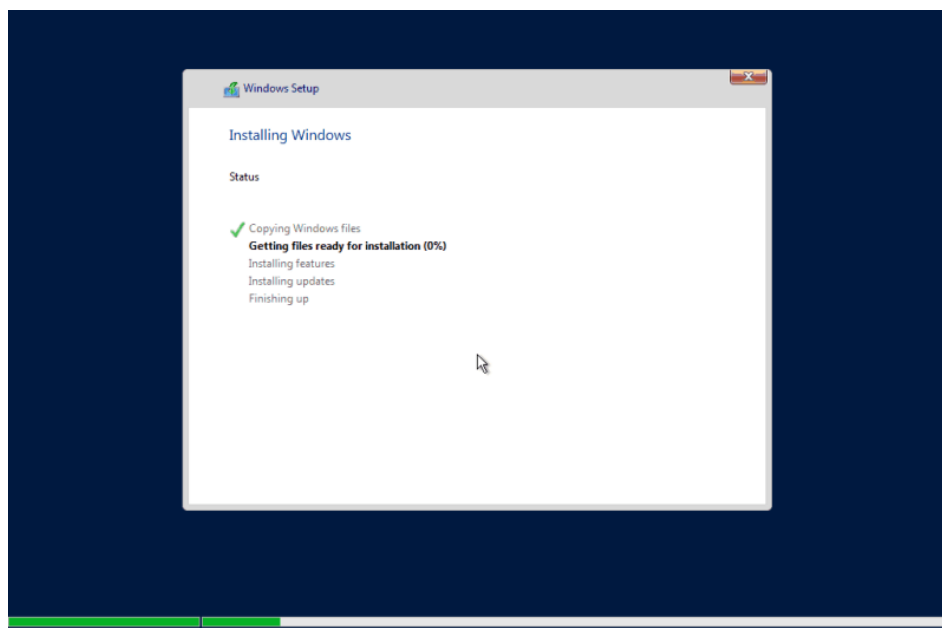 Windows Setup
Installing Windows
Status
Copying Windows files
Getting files ready for installation (0%)
Installing features
Installing updates
Finishing up